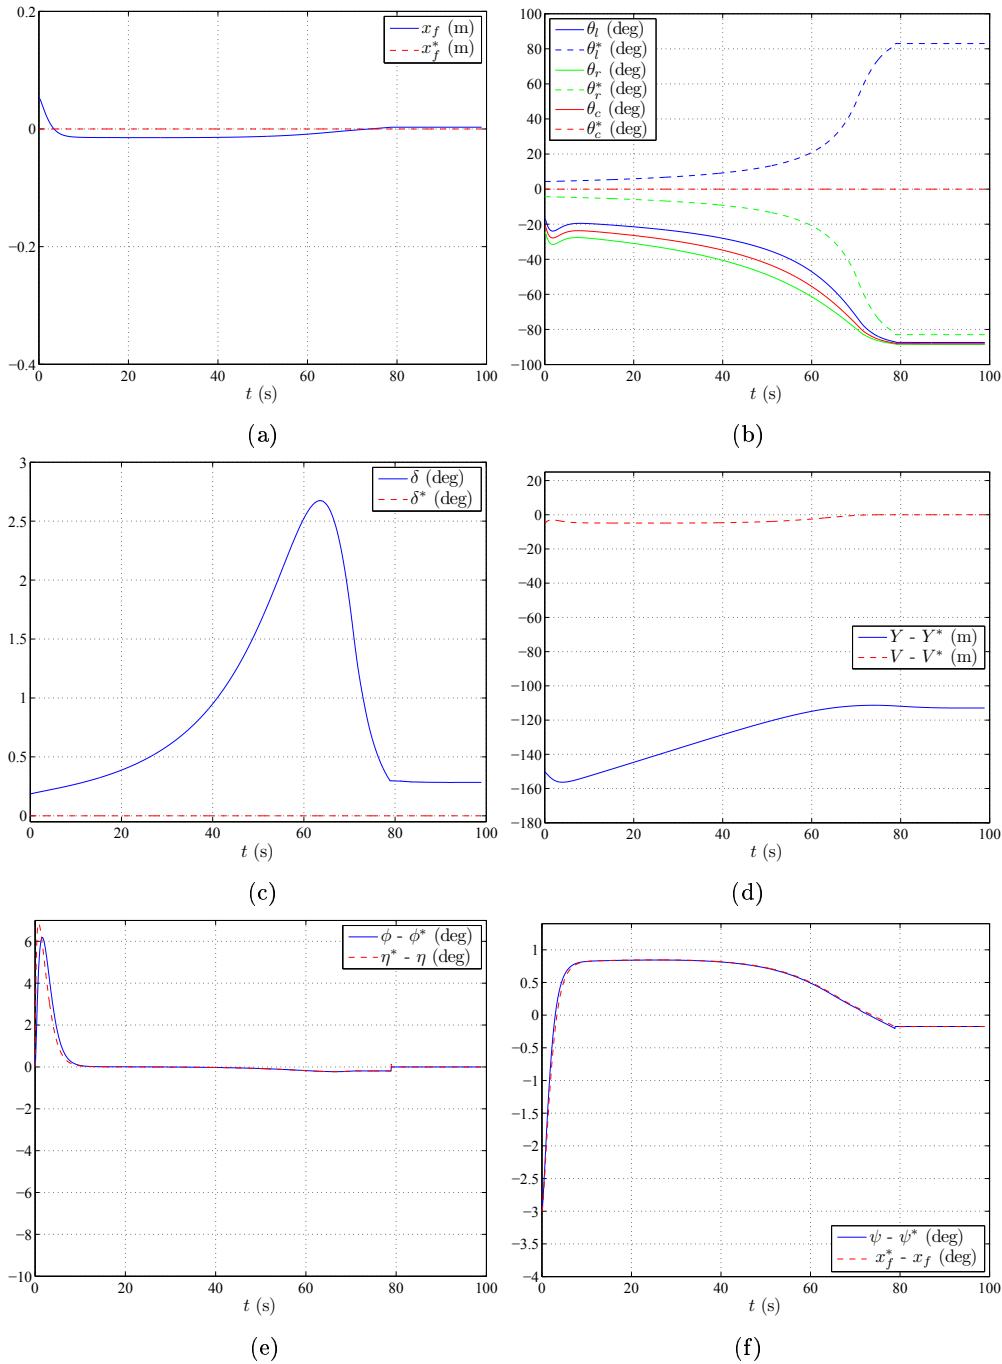 0.2
0
−0.2
0.4
0 20 40 60 80 100
x_f (m)
x_f^* (m)
t (s)
(a)
100
80
60
40
20
0
−20
−40
−60
−80
−100
0 20 40 60 80 100
θ_l (deg)
θ_l^* (deg)
θ_r (deg)
θ_r^* (deg)
θ_c (deg)
θ_c^* (deg)
t (s)
(b)
3
2.5
2
1.5
1
0.5
0
0 20 40 60 80 100
δ (deg)
δ^* (deg)
t (s)
(c)
20
0
−20
−40
−60
−80
−100
−120
−140
−160
−180
0 20 40 60 80 100
Y - Y^* (m)
V - V^* (m)
t (s)
(d)
6
4
2
0
−2
−4
−6
−8
−10
0 20 40 60 80 100
ϕ - ϕ^* (deg)
η^* - η (deg)
t (s)
(e)
1
0.5
0
−0.5
−1
−1.5
−2
−2.5
−3
−3.5
−4
0 20 40 60 80 100
ψ - ψ^* (deg)
x_f^* - x_f (deg)
t (s)
(f)